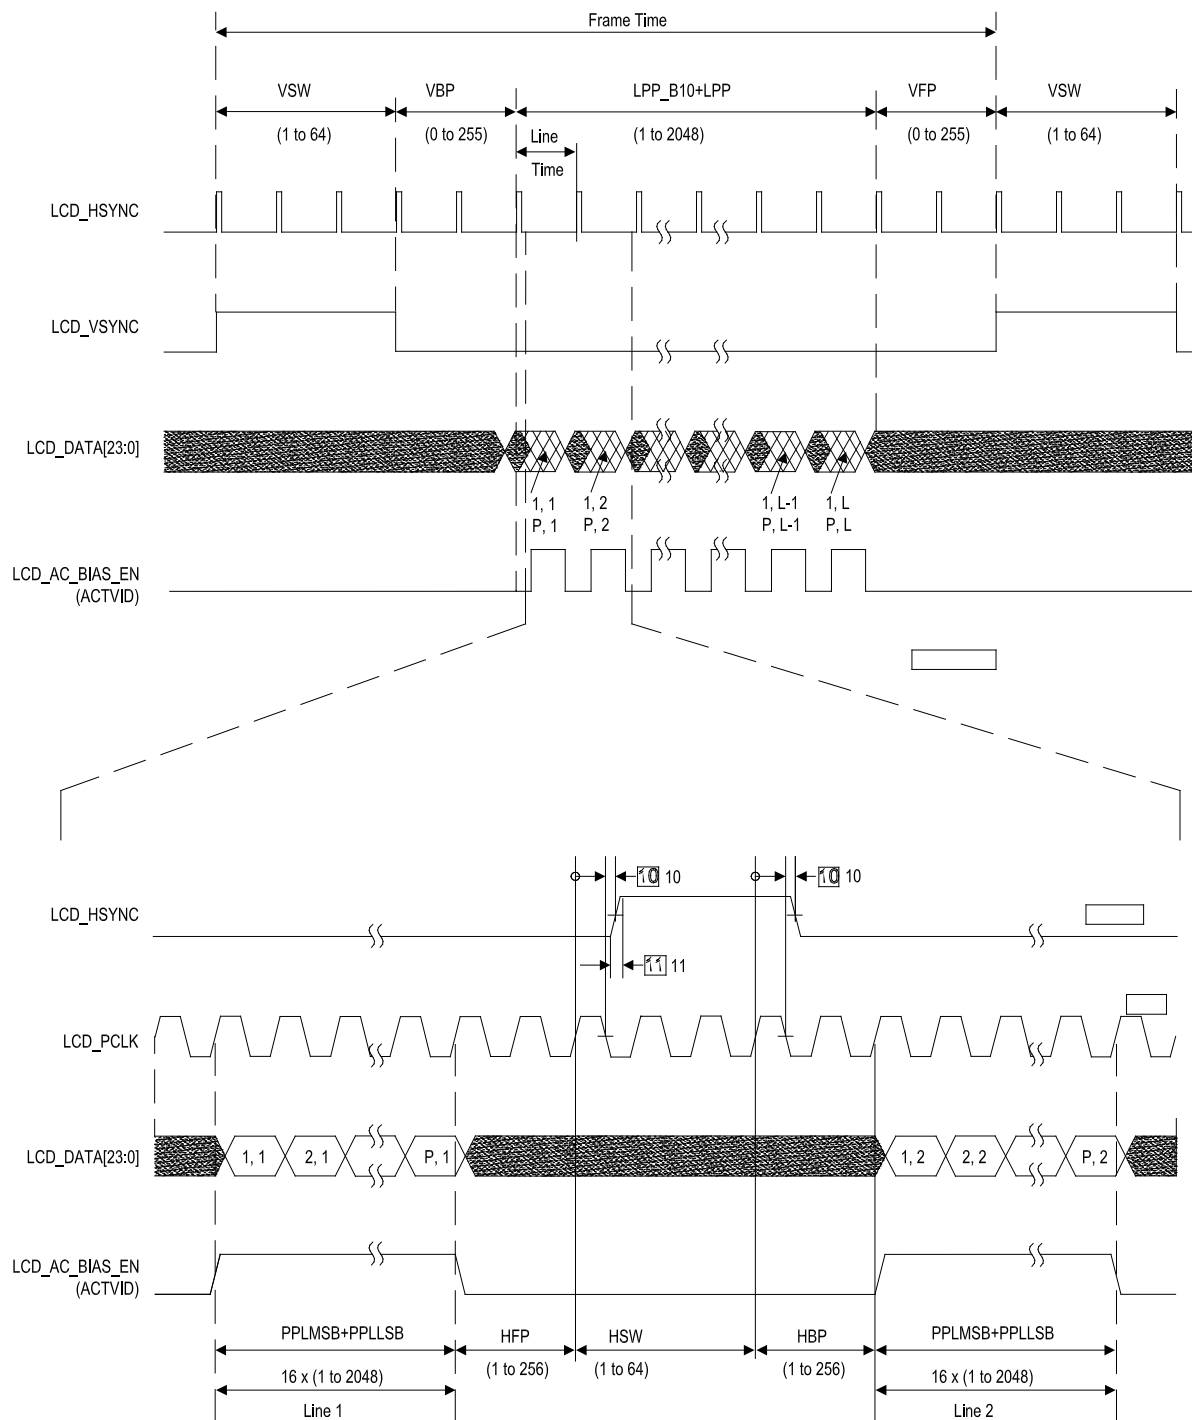 Frame Time
VSW VBP LPP_B10+LPP VFP VSW
(1 to 64) (0 to 255) Line (1 to 2048) (0 to 255) (1 to 64)
Time
LCD_HSYNC
LCD_VSYNC
LCD_DATA[23:0]
1, 1 1, 2 1, L-1 1, L
P, 1 P, 2 P, L-1 P, L
LCD_AC_BIAS_EN
(ACTVID)
10 10 10 10
LCD_HSYNC
11 11
LCD_PCLK
LCD_DATA[23:0] 1, 1 2, 1 P, 1 1, 2 2, 2 P, 2
LCD_AC_BIAS_EN
(ACTVID)
PPLMSB+PPLLSB HFP HSW HBP PPLMSB+PPLLSB
(1 to 256) (1 to 64) (1 to 256)
16 x (1 to 2048) 16 x (1 to 2048)
Line 1 Line 2